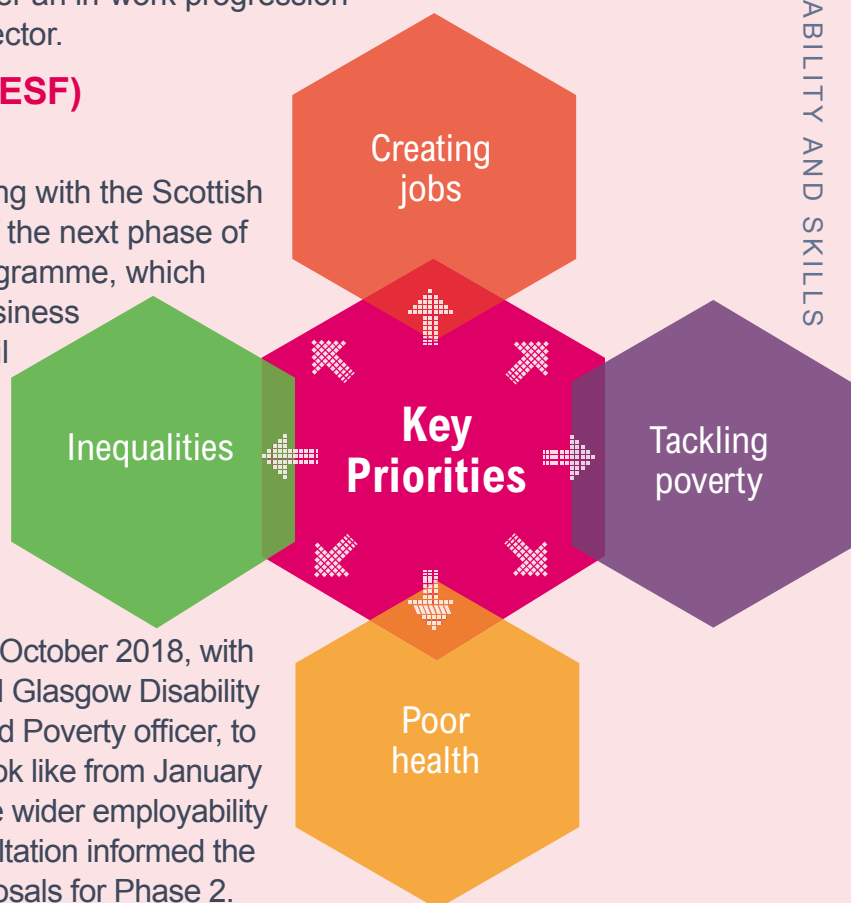 er an in-work progression
ector.
ESF)
ng with the Scottish
the next phase of
gramme, which
siness
il
October 2018, with
Glasgow Disability
d Poverty officer, to
ok like from January
e wider employability
ltation informed the
osals for Phase 2.
Creating
jobs
Inequalities
Key
Priorities
Tackling
poverty
Poor
health
ABILITY AND SKILLS